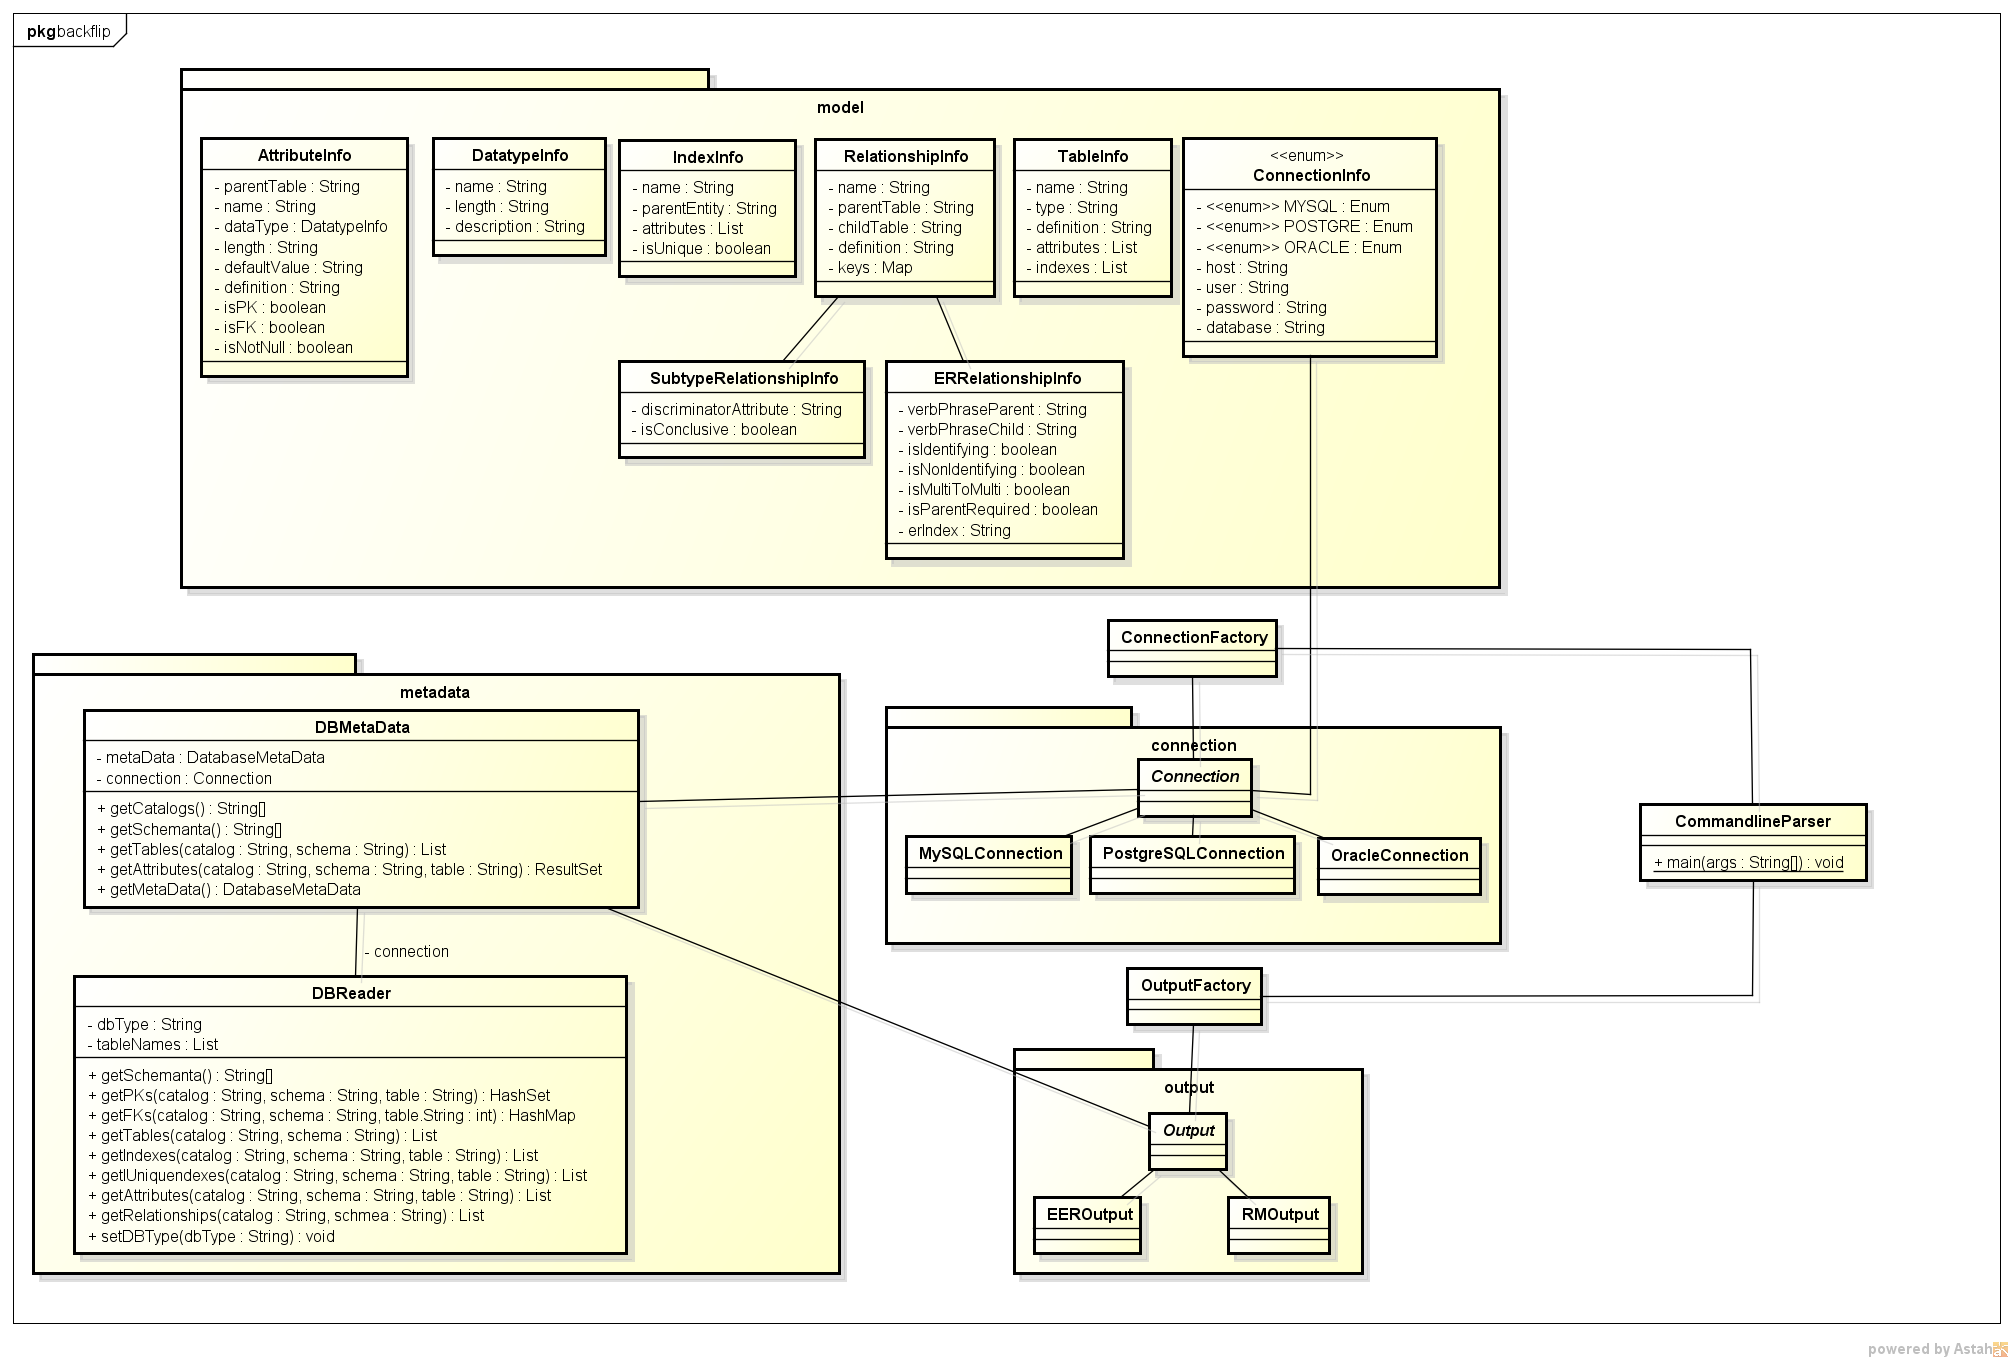 pkg backflip
model
AttributeInfo
- parentTable : String
- name : String
- dataType : DatatypeInfo
- length : String
- defaultValue : String
- definition : String
- isPK : boolean
- isFK : boolean
- isNotNull : boolean
DatatypeInfo
- name : String
- length : String
- description : String
IndexInfo
- name : String
- parentEntity : String
- attributes : List
- isUnique : boolean
RelationshipInfo
- name : String
- parentTable : String
- childTable : String
- definition : String
- keys : Map
TableInfo
- name : String
- type : String
- definition : String
- attributes : List
- indexes : List
<<enum>>
ConnectionInfo
- <<enum>> MYSQL : Enum
- <<enum>> POSTGRE : Enum
- <<enum>> ORACLE : Enum
- host : String
- user : String
- password : String
- database : String
SubtypeRelationshipInfo
- discriminatorAttribute : String
- isConclusive : boolean
ERRelationshipInfo
- verbPhraseParent : String
- verbPhraseChild : String
- isIdentifying : boolean
- isNonIdentifying : boolean
- isMultiToMulti : boolean
- isParentRequired : boolean
- erIndex : String
metadata
DBMetaData
- metaData : DatabaseMetaData
- connection : Connection
+ getCatalogs() : String[]
+ getSchemanta() : String[]
+ getTables(catalog : String, schema : String) : List
+ getAttributes(catalog : String, schema : String, table : String) : ResultSet
+ getMetaData() : DatabaseMetaData
- connection
DBReader
- dbType : String
- tableNames : List
+ getSchemanta() : String[]
+ getPKs(catalog : String, schema : String, table : String) : HashSet
+ getFKs(catalog : String, schema : String, table.String : int) : HashMap
+ getTables(catalog : String, schema : String) : List
+ getIndexes(catalog : String, schema : String, table : String) : List
+ getIUniquendexes(catalog : String, schema : String, table : String) : List
+ getAttributes(catalog : String, schema : String, table : String) : List
+ getRelationships(catalog : String, schmea : String) : List
+ setDBType(dbType : String) : void
ConnectionFactory
connection
Connection
MySQLConnection
PostgreSQLConnection
OracleConnection
CommandlineParser
+ main(args : String[]) : void
OutputFactory
output
Output
EEROutput
RMOutput
powered by Astah